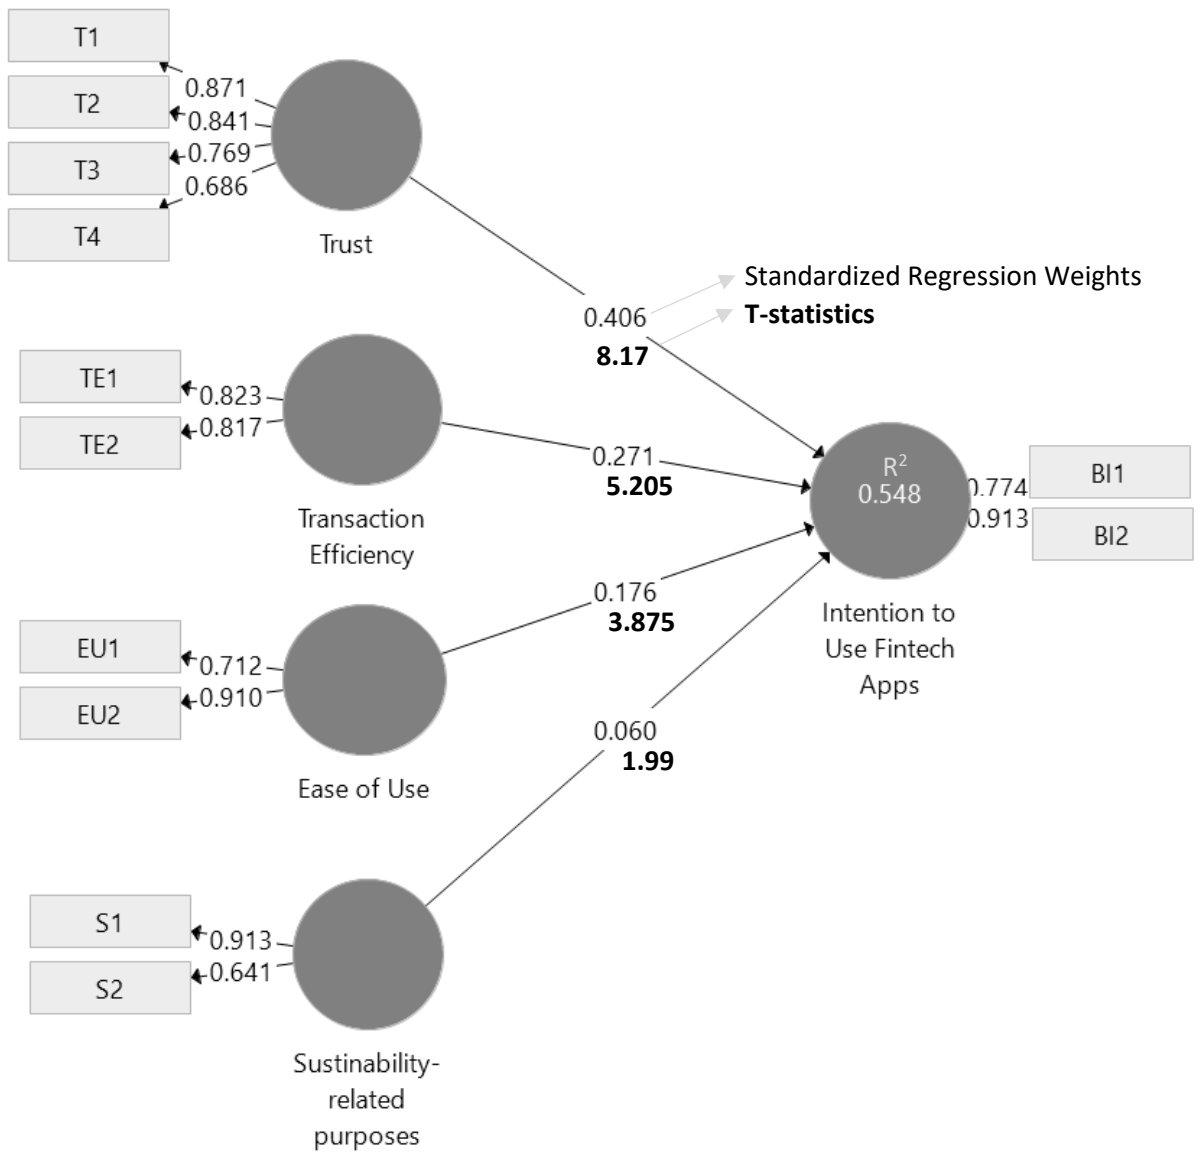 T1
0.871
T2
0.841
T3
0.769
0.686
T4
Trust
Standardized Regression Weights
0.406
T-statistics
8.17
TE1
0.823
TE2
0.817
0.271
5.205
Transaction
Efficiency
R²
0.548
0.774
BI1
0.913
BI2
Intention to
Use Fintech
Apps
EU1
0.712
EU2
0.910
0.176
3.875
Ease of Use
0.060
1.99
S1
0.913
S2
0.641
Sustinability-
related
purposes